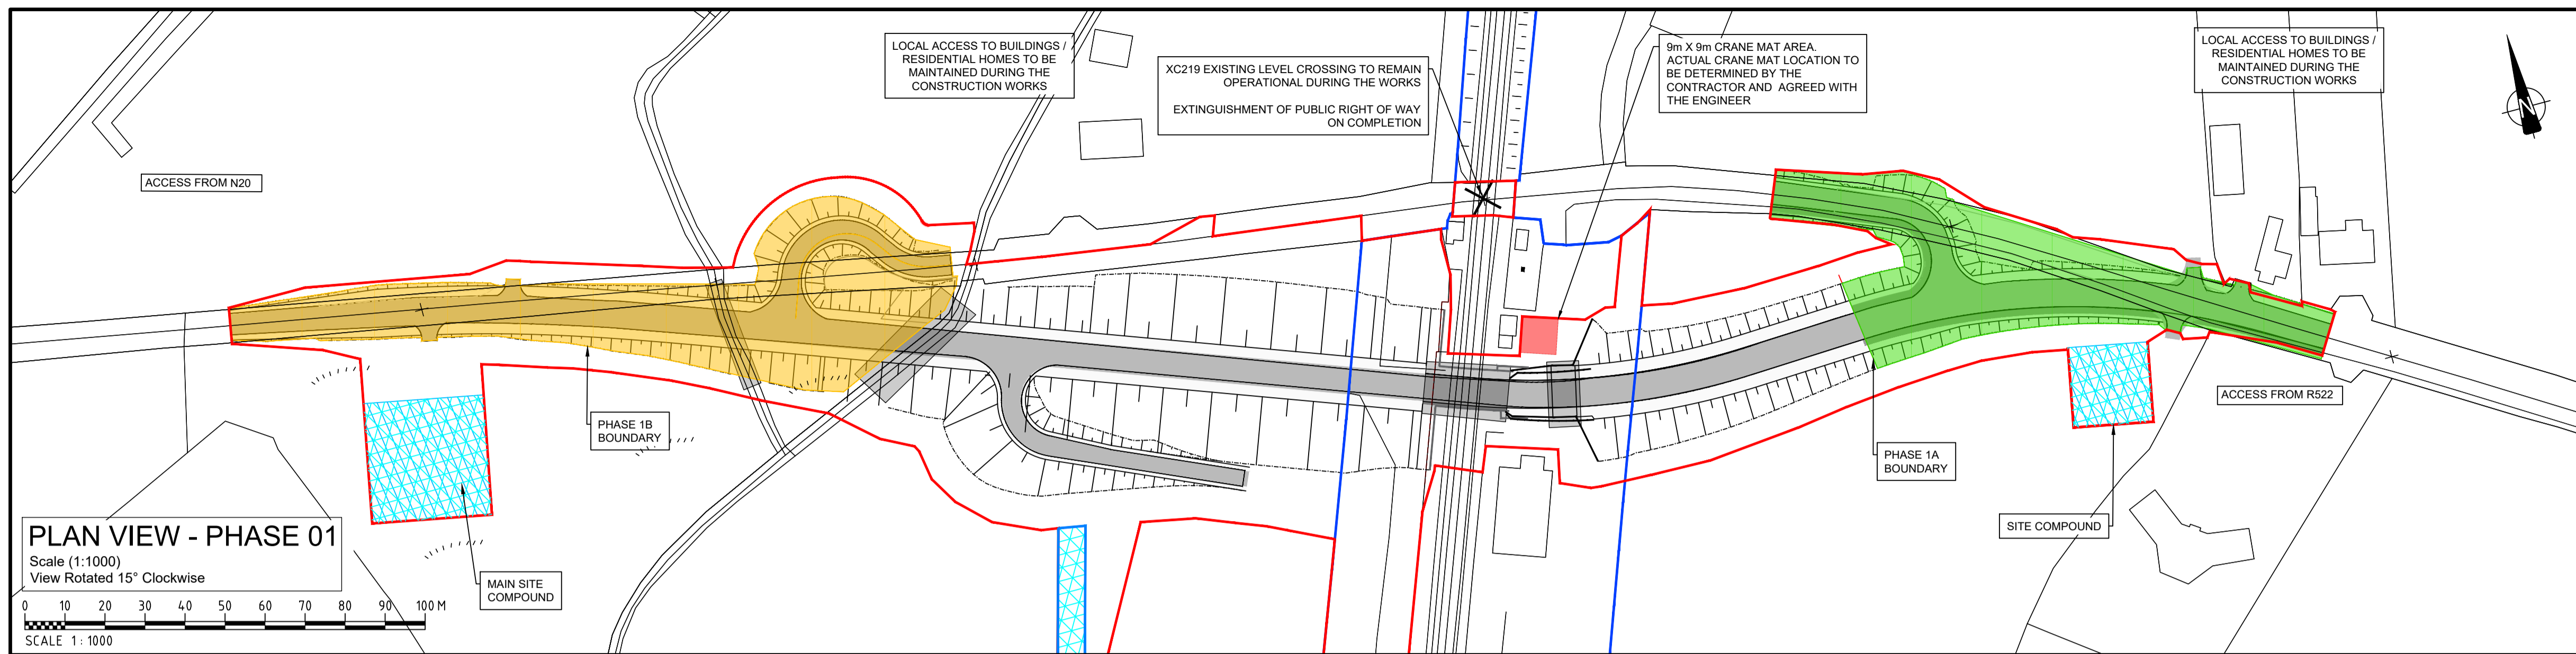 LOCAL ACCESS TO BUILDINGS /
RESIDENTIAL HOMES TO BE
MAINTAINED DURING THE
CONSTRUCTION WORKS
XC219 EXISTING LEVEL CROSSING TO REMAIN
OPERATIONAL DURING THE WORKS
EXTINGUISHMENT OF PUBLIC RIGHT OF WAY
ON COMPLETION
9m X 9m CRANE MAT AREA.
ACTUAL CRANE MAT LOCATION TO
BE DETERMINED BY THE
CONTRACTOR AND AGREED WITH
THE ENGINEER
LOCAL ACCESS TO BUILDINGS /
RESIDENTIAL HOMES TO BE
MAINTAINED DURING THE
CONSTRUCTION WORKS
N
ACCESS FROM N20
ACCESS FROM R522
PHASE 1B
BOUNDARY
PHASE 1A
BOUNDARY
SITE COMPOUND
MAIN SITE
COMPOUND
PLAN VIEW - PHASE 01
Scale (1:1000)
View Rotated 15° Clockwise
0 10 20 30 40 50 60 70 80 90 100 M
SCALE 1:1000